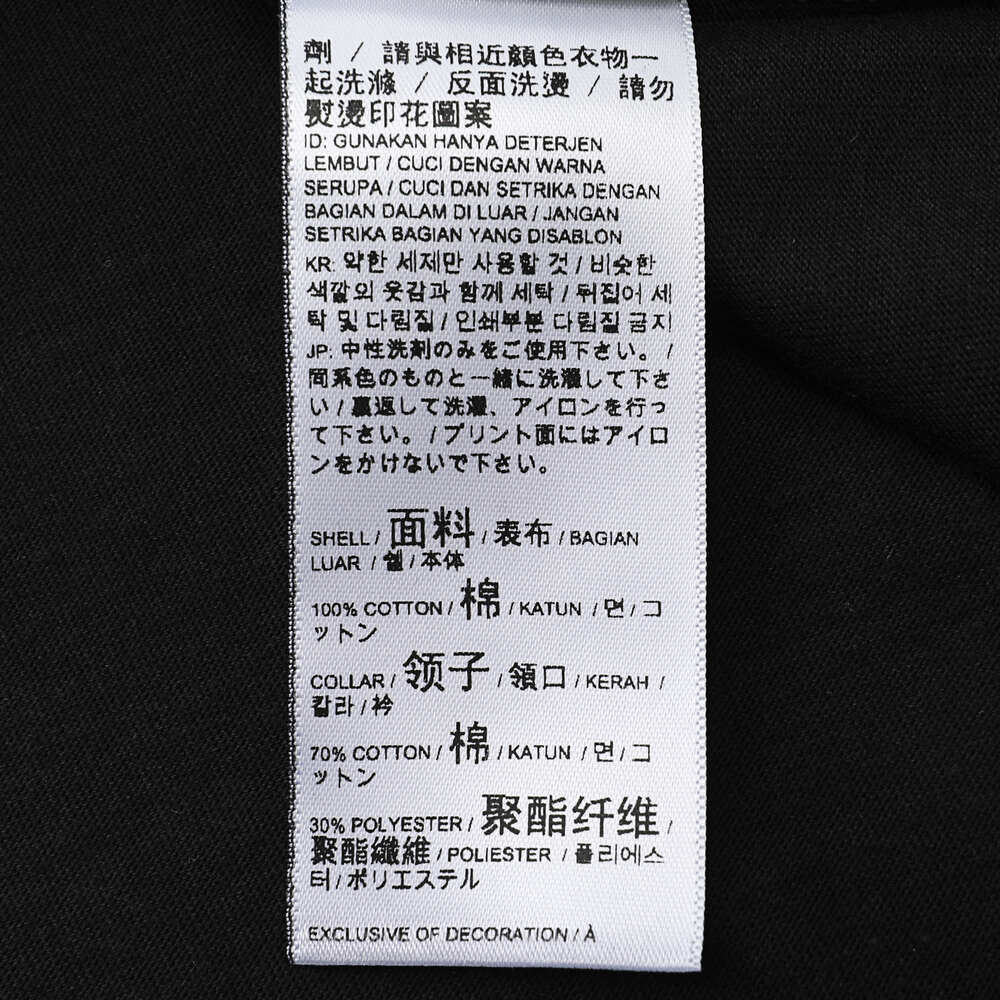 劑 / 請與相近顏色衣物一
起洗滌 / 反面洗燙 / 請勿
熨燙印花圖案
ID: GUNAKAN HANYA DETERJEN
LEMBUT / CUCI DENGAN WARNA
SERUPA / CUCI DAN SETRIKA DENGAN
BAGIAN DALAM DI LUAR / JANGAN
SETRIKA BAGIAN YANG DISABLON
KR: 약한 세제만 사용할 것 / 비슷한
색깔의 옷감과 함께 세탁 / 뒤집어 세
탁 및 다림질 / 인쇄부분 다림질 금지
JP: 中性洗剤のみをご使用下さい。 /
同系色のものと一緒に洗濯して下さ
い / 裏返して洗濯、アイロンを行っ
て下さい。 / プリント面にはアイロ
ンをかけないで下さい。
SHELL / 面料 / 表布 / BAGIAN
LUAR / 쉘 / 本体
100% COTTON / 棉 / KATUN / 면 / コ
ットン
COLLAR / 领子 / 領口 / KERAH /
칼라 / 衿
70% COTTON / 棉 / KATUN / 면 / コ
ットン
30% POLYESTER / 聚酯纤维 /
聚酯纖維 / POLIESTER / 폴리에스
터 / ポリエステル
EXCLUSIVE OF DECORATION / À